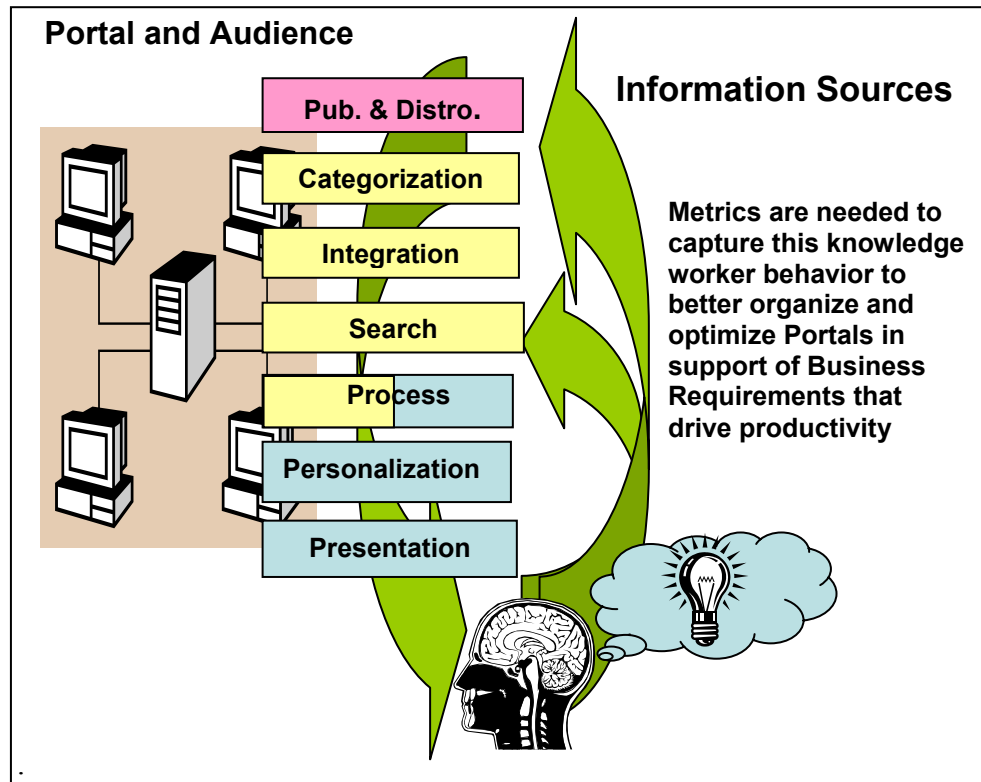 Portal and Audience
Information Sources
Pub. & Distro.
Categorization
Integration
Search
Process
Personalization
Presentation
Metrics are needed to
capture this knowledge
worker behavior to
better organize and
optimize Portals in
support of Business
Requirements that
drive productivity
.